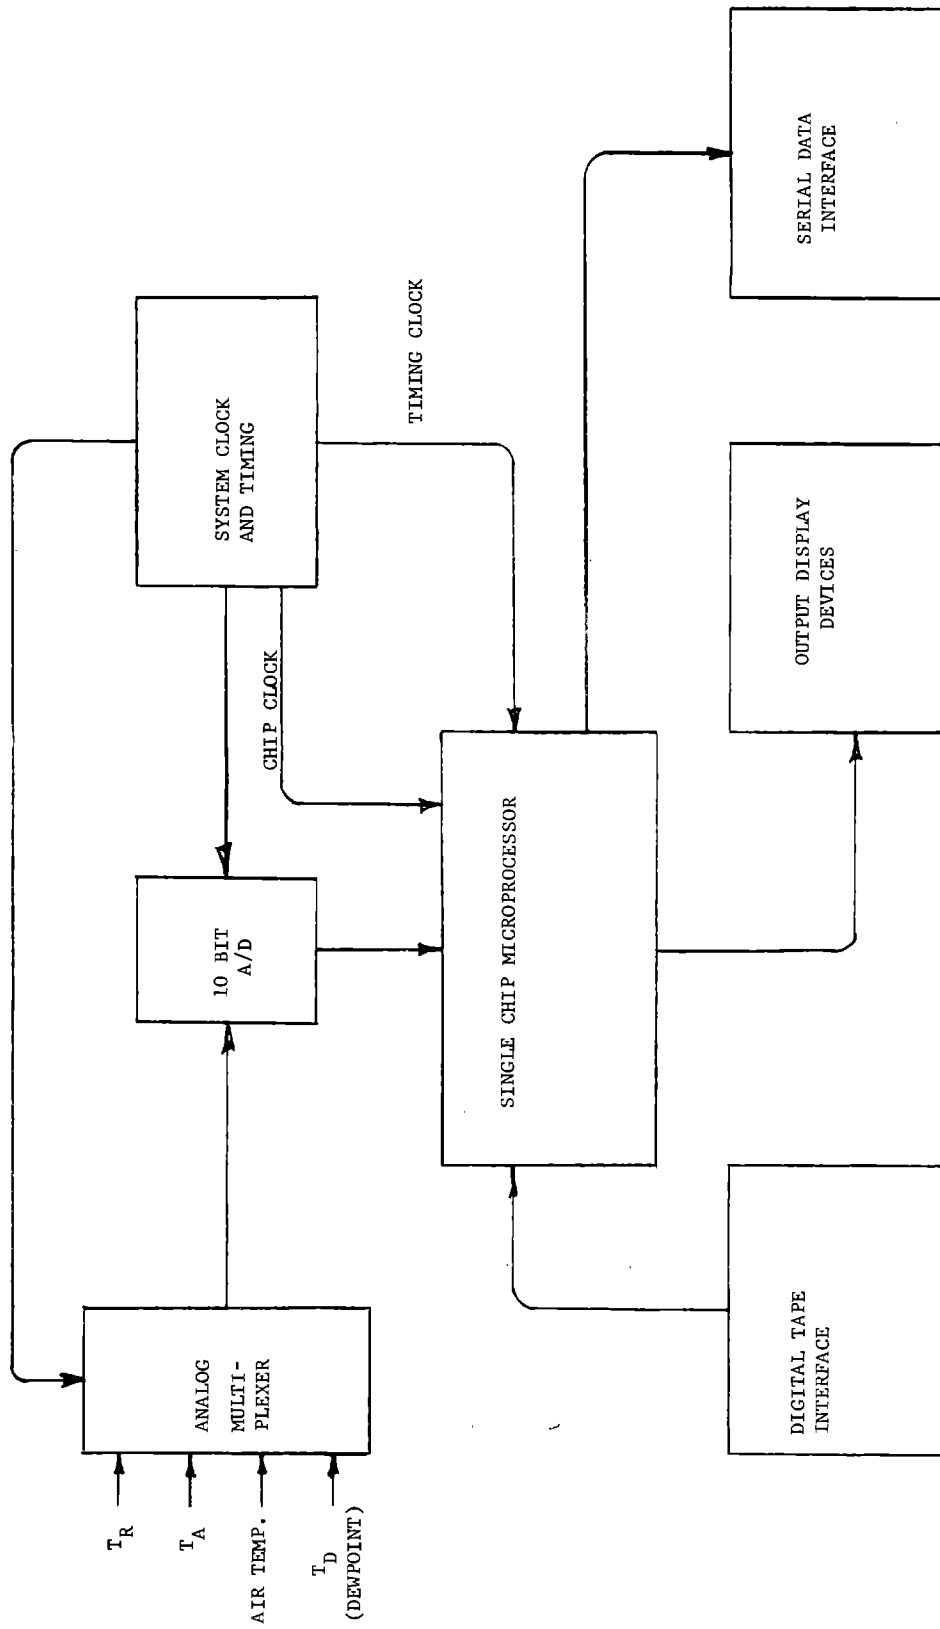 T_R
T_A
AIR TEMP.
T_D
(DEWPOINT)
ANALOG
MULTI-
PLEXER
10 BIT
A/D
SYSTEM CLOCK
AND TIMING
CHIP CLOCK
TIMING CLOCK
SINGLE CHIP MICROPROCESSOR
DIGITAL TAPE
INTERFACE
OUTPUT DISPLAY
DEVICES
SERIAL DATA
INTERFACE